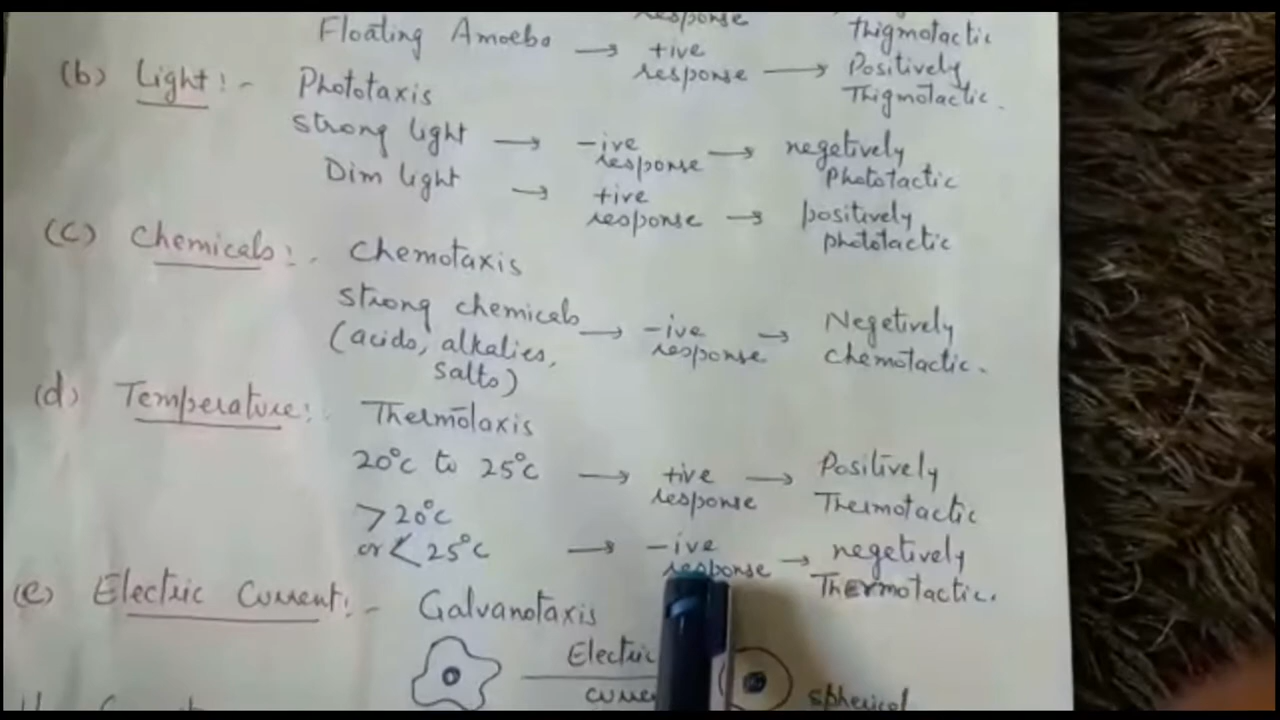 response
Thigmotactic
Floating Amoeba → +ive response → Positively Thigmotactic.
(b) Light :- Phototaxis
strong light → -ive response → negetively Phototactic
Dim light → +ive response → positively phototactic
(c) Chemicals :- Chemotaxis
strong chemicals (acids, alkalies, salts) → -ive response → Negetively chemotactic.
(d) Temperature :- Thermotaxis
20°c to 25°c → +ive response → Positively Thermotactic
> 20°c
or < 25°c → -ive response → negetively Thermotactic.
(e) Electric Current :- Galvanotaxis
Electric
spherical